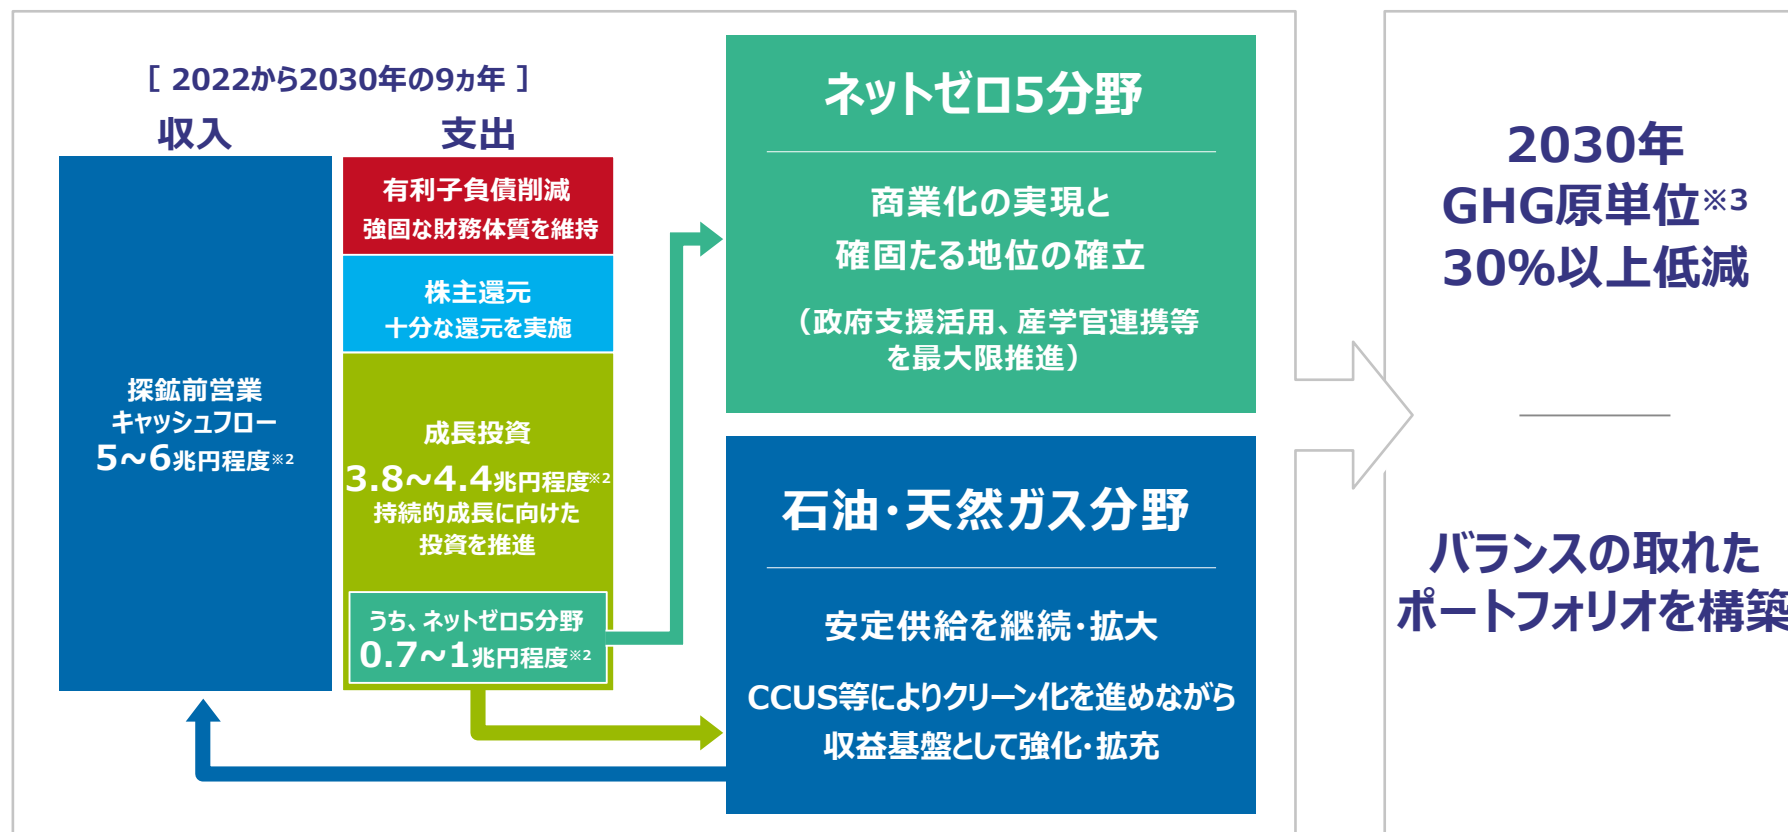 [ 2022から2030年の9ヵ年 ]
収入
支出
探鉱前営業
キャッシュフロー
5~6兆円程度※2
有利子負債削減
強固な財務体質を維持
株主還元
十分な還元を実施
成長投資
3.8~4.4兆円程度※2
持続的成長に向けた
投資を推進
うち、ネットゼロ5分野
0.7~1兆円程度※2
ネットゼロ5分野
商業化の実現と
確固たる地位の確立
(政府支援活用、産学官連携等
を最大限推進)
石油・天然ガス分野
安定供給を継続・拡大
CCUS等によりクリーン化を進めながら
収益基盤として強化・拡充
2030年
GHG原単位※3
30%以上低減
バランスの取れた
ポートフォリオを構築